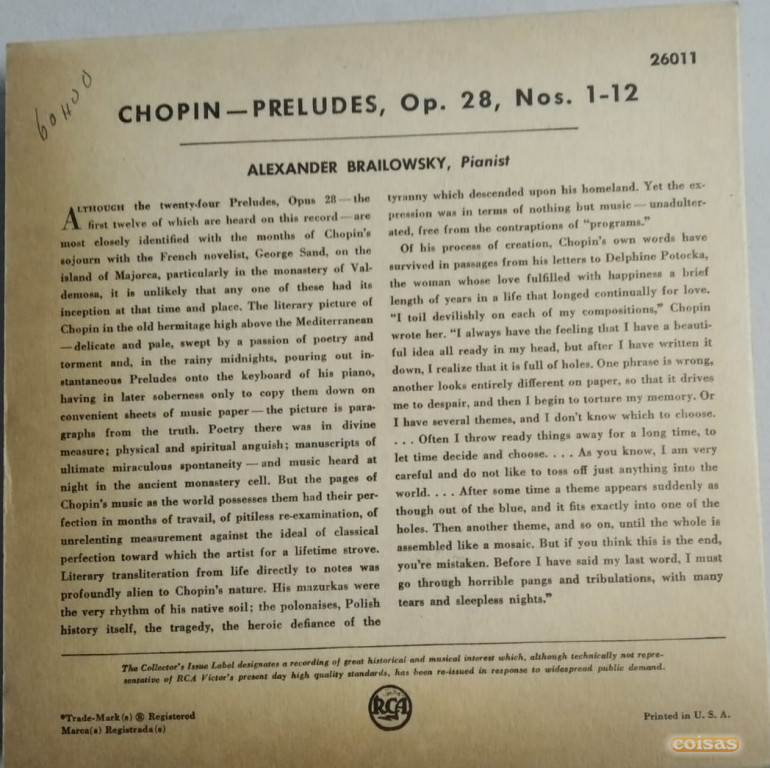 26011
60400
CHOPIN—PRELUDES, Op. 28, Nos. 1-12
ALEXANDER BRAILOWSKY, Pianist
ALTHOUGH the twenty-four Preludes, Opus 28—the
first twelve of which are heard on this record—are
most closely identified with the months of Chopin's
sojourn with the French novelist, George Sand, on the
island of Majorca, particularly in the monastery of Val-
demosa, it is unlikely that any one of these had its
inception at that time and place. The literary picture of
Chopin in the old hermitage high above the Mediterranean
—delicate and pale, swept by a passion of poetry and
torment and, in the rainy midnights, pouring out in-
stantaneous Preludes onto the keyboard of his piano,
having in later soberness only to copy them down on
convenient sheets of music paper—the picture is para-
graphs from the truth. Poetry there was in divine
measure; physical and spiritual anguish; manuscripts of
ultimate miraculous spontaneity—and music heard at
night in the ancient monastery cell. But the pages of
Chopin's music as the world possesses them had their per-
fection in months of travail, of pitiless re-examination, of
unrelenting measurement against the ideal of classical
perfection toward which the artist for a lifetime strove.
Literary transliteration from life directly to notes was
profoundly alien to Chopin's nature. His mazurkas were
the very rhythm of his native soil; the polonaises, Polish
history itself, the tragedy, the heroic defiance of the
tyranny which descended upon his homeland. Yet the ex-
pression was in terms of nothing but music—unadulter-
ated, free from the contraptions of "programs."
Of his process of creation, Chopin's own words have
survived in passages from his letters to Delphine Potocka,
the woman whose love fulfilled with happiness a brief
length of years in a life that longed continually for love.
"I toil devilishly on each of my compositions," Chopin
wrote her. "I always have the feeling that I have a beauti-
ful idea all ready in my head, but after I have written it
down, I realize that it is full of holes. One phrase is wrong,
another looks entirely different on paper, so that it drives
me to despair, and then I begin to torture my memory. Or
I have several themes, and I don't know which to choose.
. . . Often I throw ready things away for a long time, to
let time decide and choose. . . . As you know, I am very
careful and do not like to toss off just anything into the
world. . . . After some time a theme appears suddenly as
though out of the blue, and it fits exactly into one of the
holes. Then another theme, and so on, until the whole is
assembled like a mosaic. But if you think this is the end,
you're mistaken. Before I have said my last word, I must
go through horrible pangs and tribulations, with many
tears and sleepless nights."
The Collector's Issue Label designates a recording of great historical and musical interest which, although technically not repre-
sentative of RCA Victor's present day high quality standards, has been re-issued in response to widespread public demand.
*Trade-Mark(s) ® Registered
Marca(s) Registrada(s)
RCA
Printed in U. S. A.
coisas